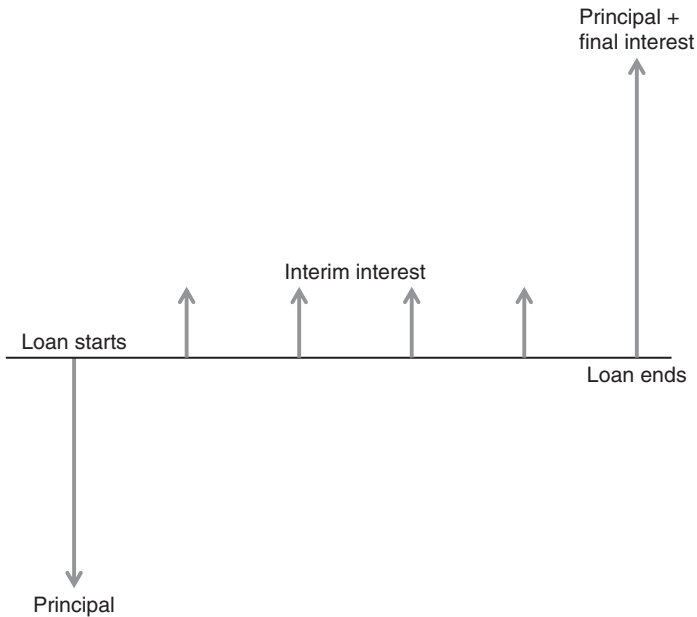 Principal +
final interest
Interim interest
Loan starts
Loan ends
Principal